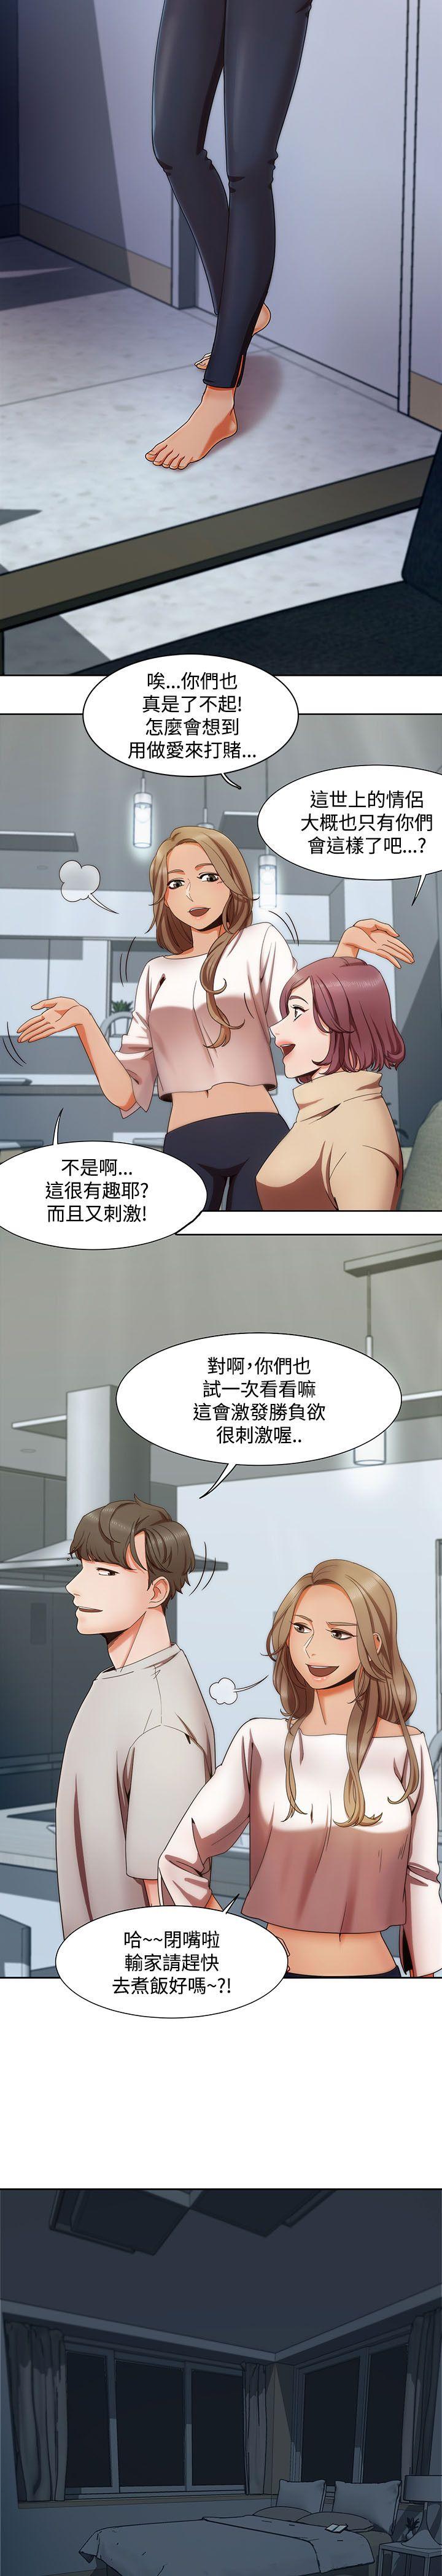 唉...你們也
真是了不起!
怎麼會想到
用做愛來打賭...
這世上的情侶
大概也只有你們
會這樣了吧...?
不是啊...
這很有趣耶?
而且又刺激!
對啊,你們也
試一次看看嘛
這會激發勝負欲
很刺激喔..
哈~~閉嘴啦
輸家請趕快
去煮飯好嗎~?!